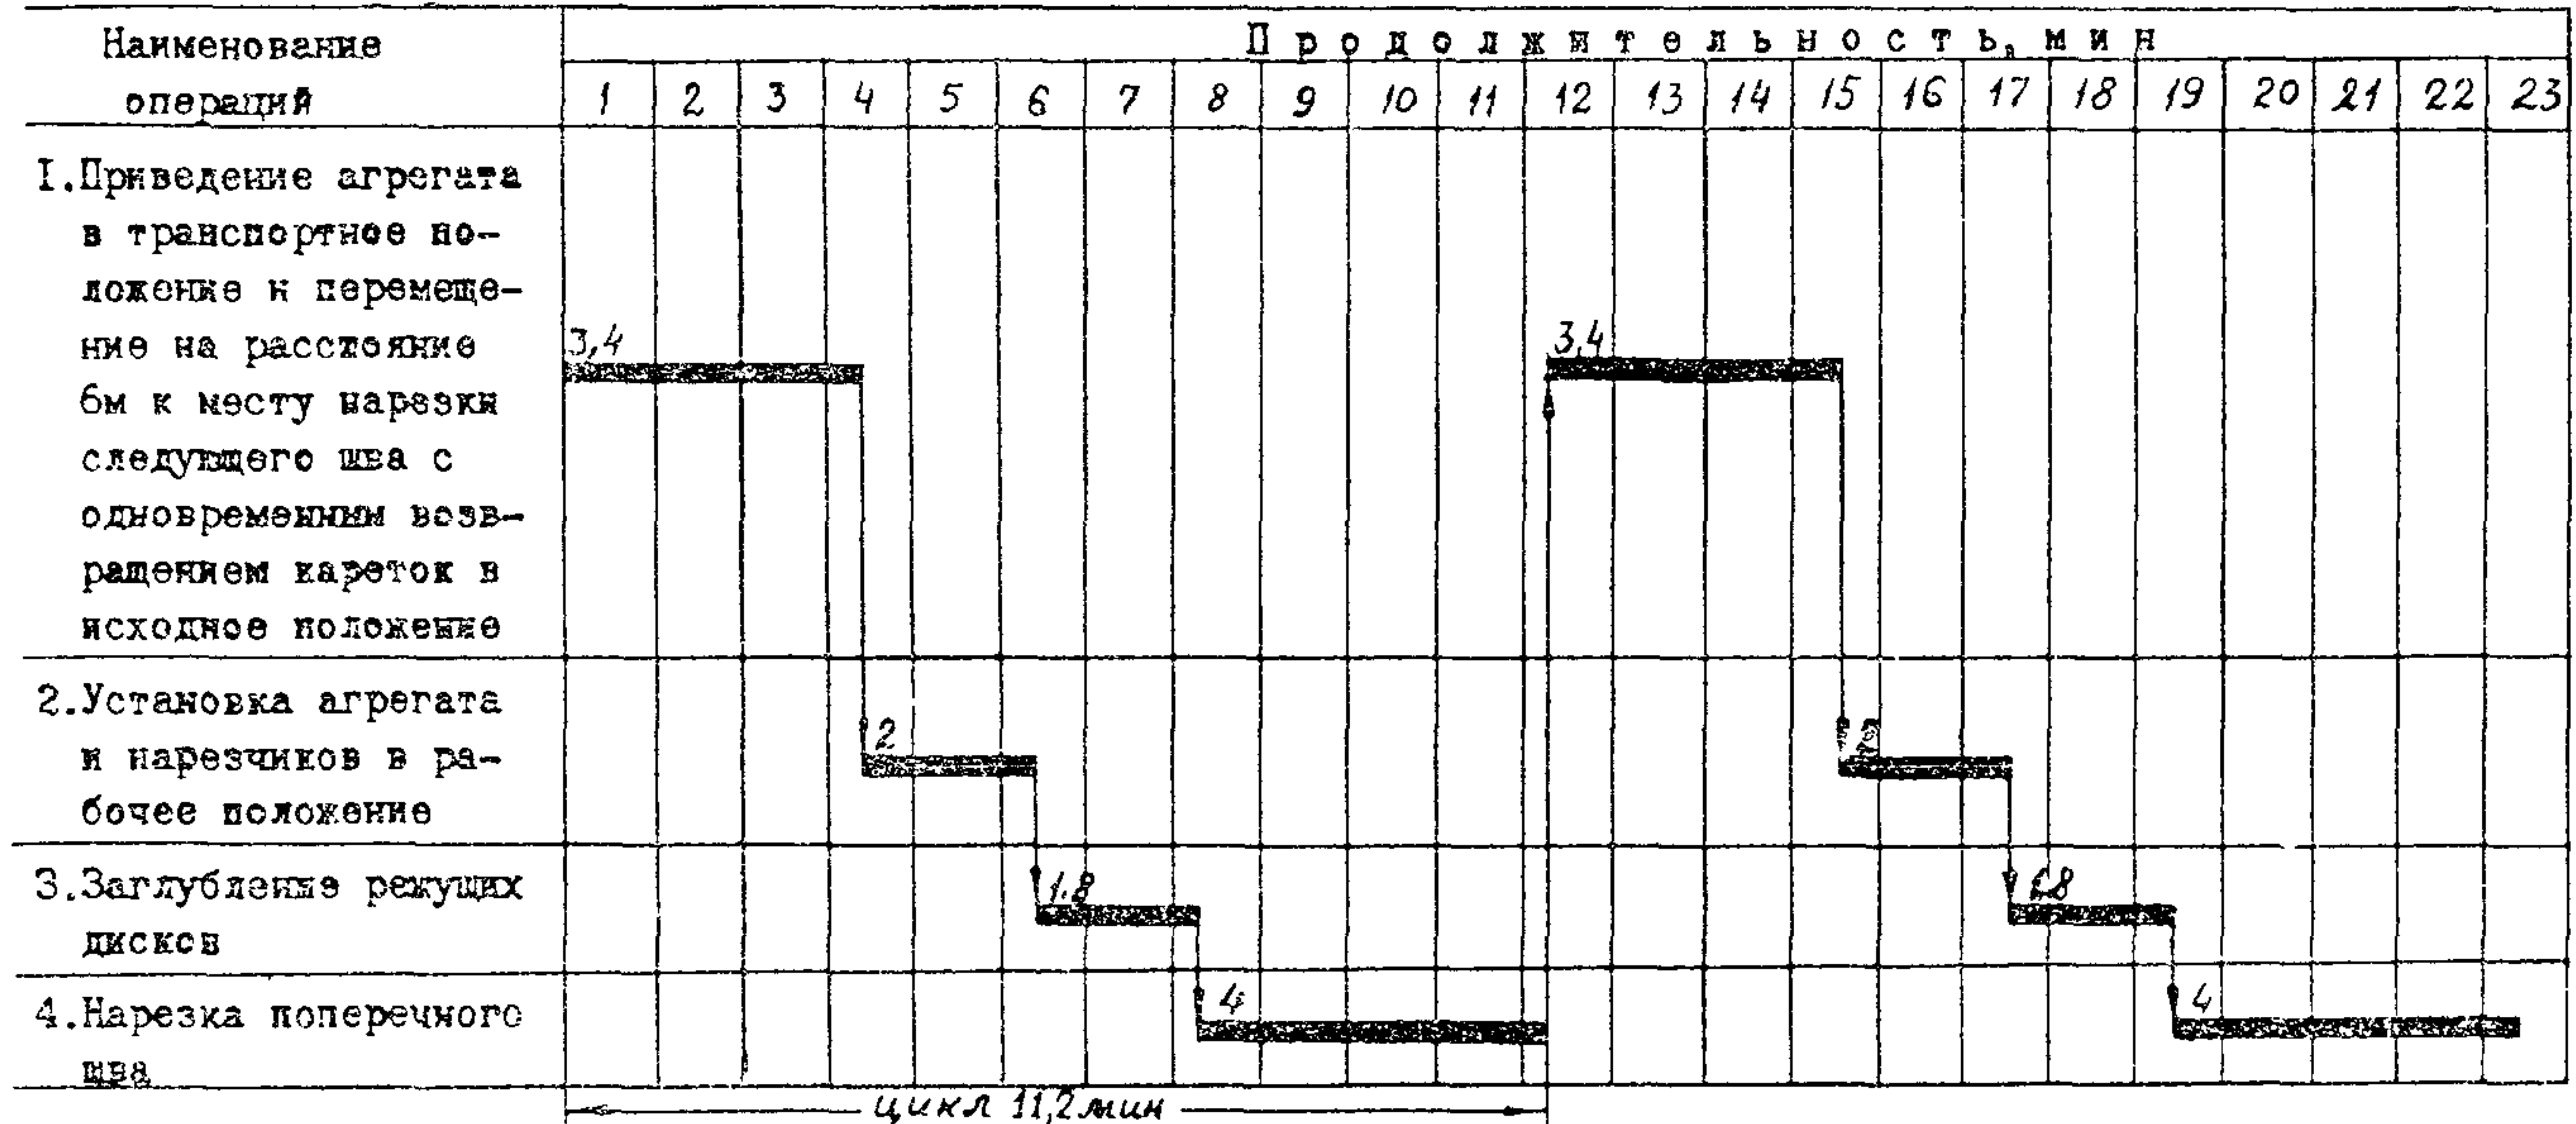 Наименование
операций
Продолжительность, мин
1 2 3 4 5 6 7 8 9 10 11 12 13 14 15 16 17 18 19 20 21 22 23
I. Приведение агрегата
в транспортное по-
ложение и перемеще-
ние на расстояние
6м к месту нарезки
следующего шва с
одновременным возв-
ращением кареток в
исходное положение
3,4
3,4
2. Установка агрегата
и нарезчиков в ра-
бочее положение
2
3. Заглубление режущих
дисков
1,8
1,8
4. Нарезка поперечного
шва
4
4
цикл 11,2 мин